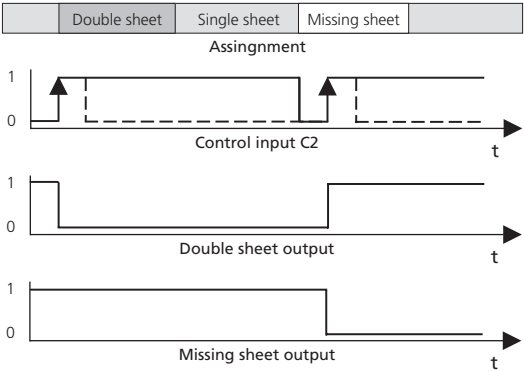 Double sheet Single sheet Missing sheet
Assingnment
1
0
Control input C2
t
1
0
Double sheet output
t
1
0
Missing sheet output
t